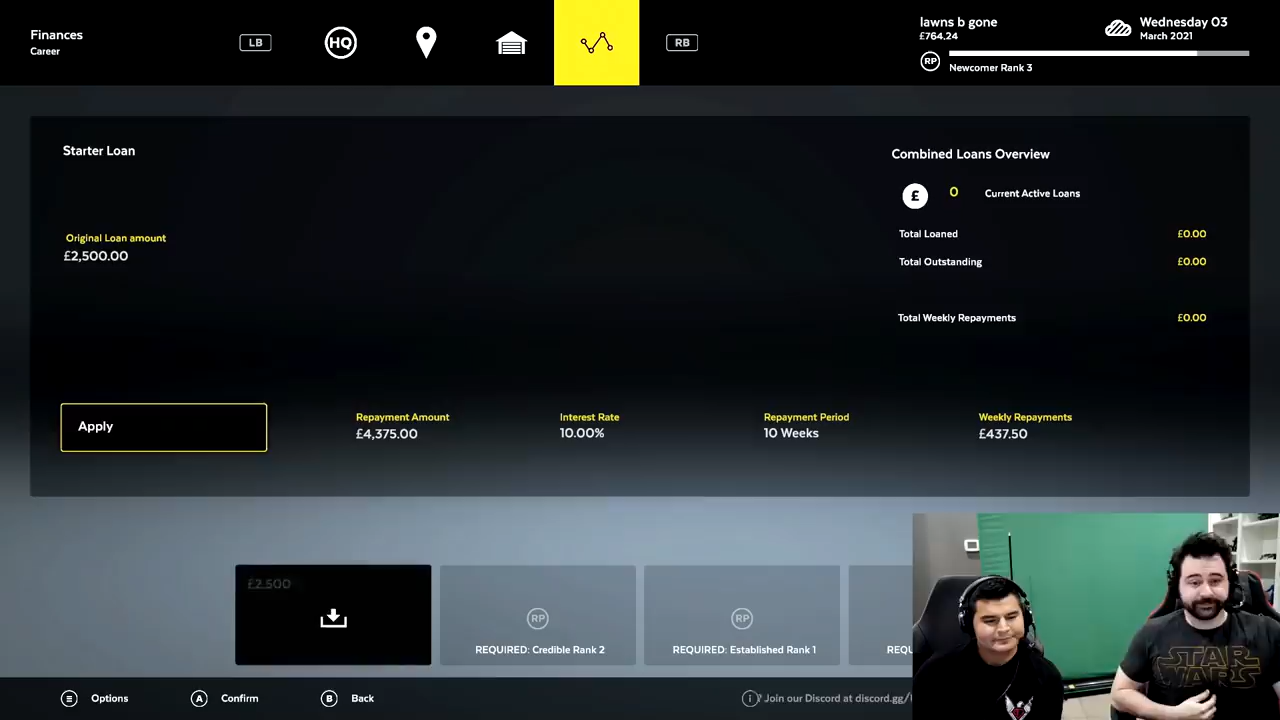 Finances
Career
LB
HQ
RB
lawns b gone
£764.24
Wednesday 03
March 2021
RP
Newcomer Rank 3
Starter Loan
Original Loan amount
£2,500.00
Combined Loans Overview
£ 0 Current Active Loans
Total Loaned £0.00
Total Outstanding £0.00
Total Weekly Repayments £0.00
Apply
Repayment Amount
£4,375.00
Interest Rate
10.00%
Repayment Period
10 Weeks
Weekly Repayments
£437.50
£2,500
RP
REQUIRED: Credible Rank 2
RP
REQUIRED: Established Rank 1
REQU
STAR
WARS
Options
A Confirm
B Back
i ? Join our Discord at discord.gg/